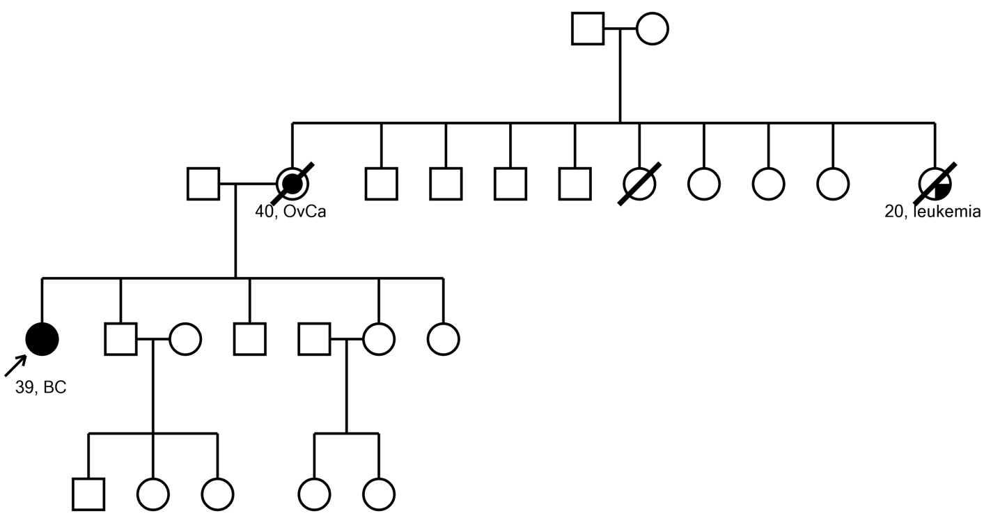 40, OvCa
20, leukemia
39, BC